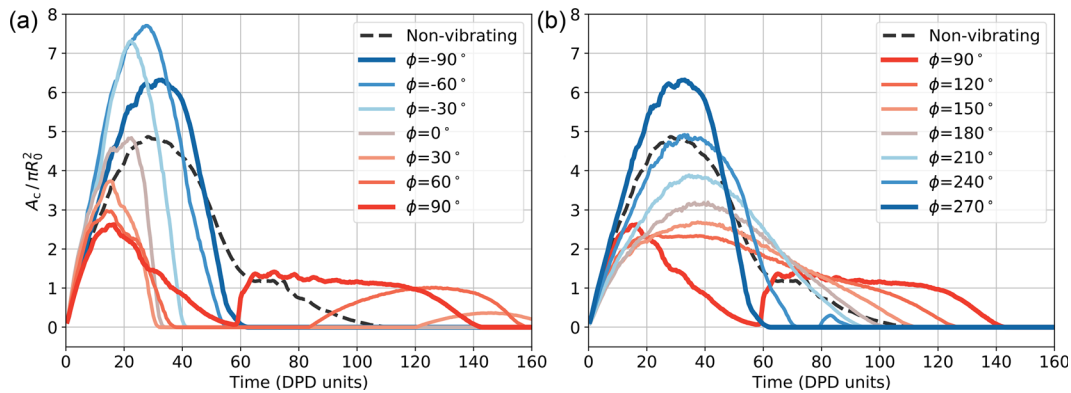 (a)
8
7
6
5
4
3
2
1
0
A_c/πR_0^2
0 20 40 60 80 100 120 140 160
Time (DPD units)
Non-vibrating
ϕ=-90°
ϕ=-60°
ϕ=-30°
ϕ=0°
ϕ=30°
ϕ=60°
ϕ=90°
(b)
8
7
6
5
4
3
2
1
0
0 20 40 60 80 100 120 140 160
Time (DPD units)
Non-vibrating
ϕ=90°
ϕ=120°
ϕ=150°
ϕ=180°
ϕ=210°
ϕ=240°
ϕ=270°